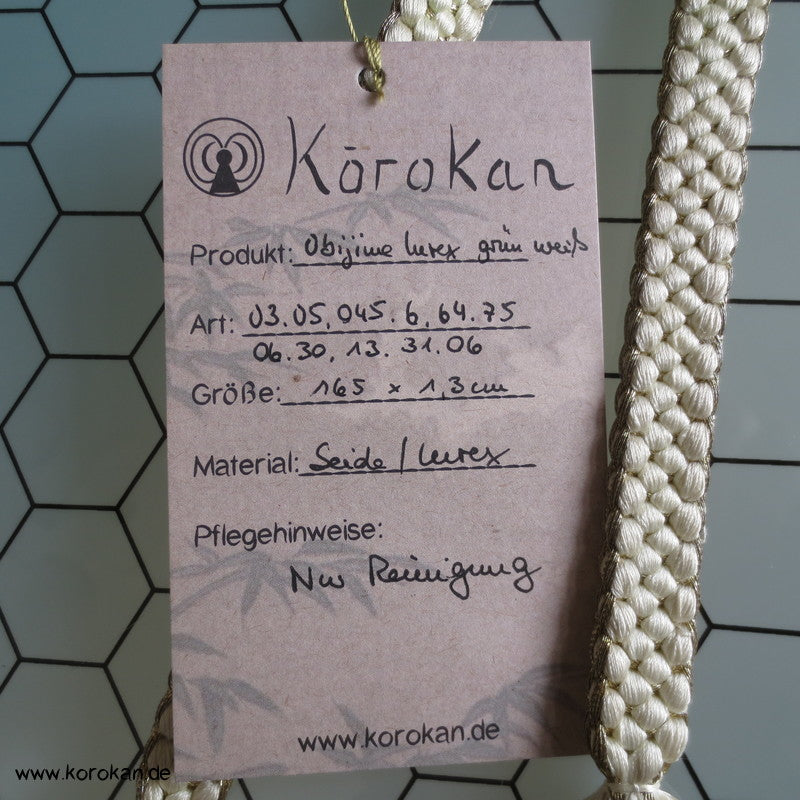 Korokan
Produkt: Obijime lurex grün weiß
Art: 03.05.045.6.64.75
06.30.13.31.06
Größe: 165 x 1,3 cm
Material: Seide / lurex
Pflegehinweise:
Nur Reinigung
www.korokan.de
www.korokan.de